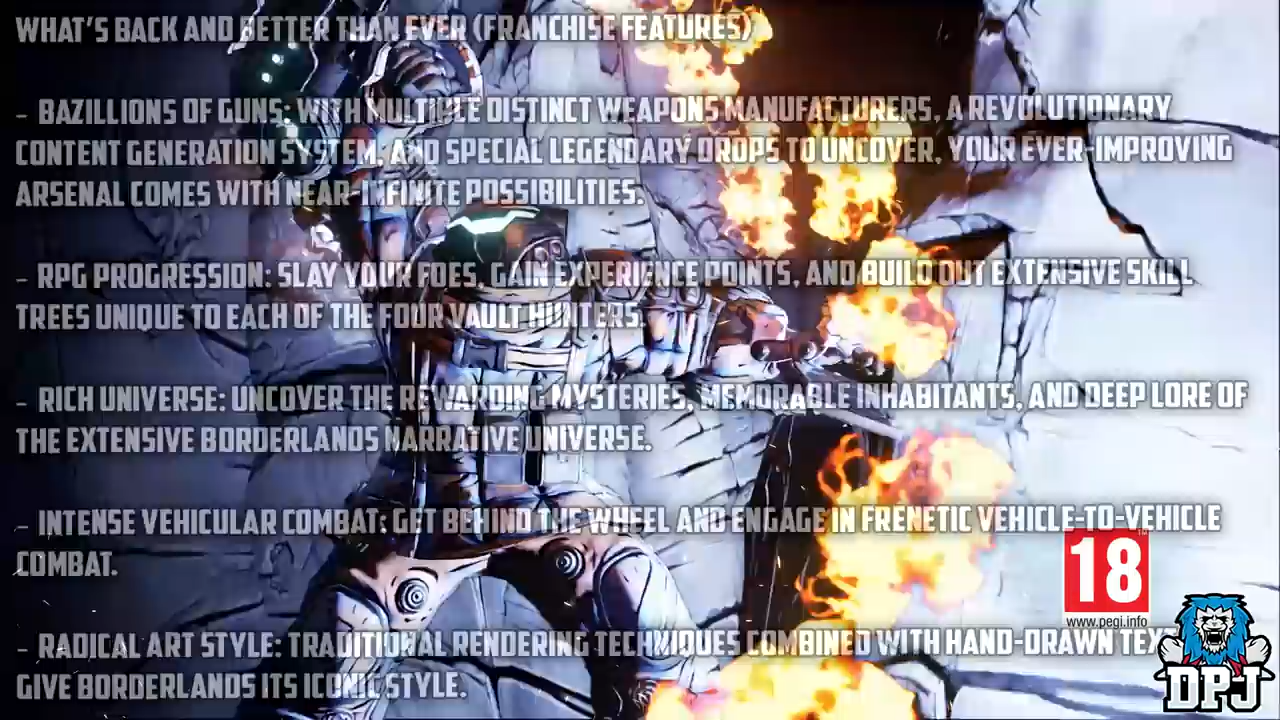 WHAT'S BACK AND BETTER THAN EVER (FRANCHISE FEATURES)
- BAZILLIONS OF GUNS: WITH MULTIPLE DISTINCT WEAPONS MANUFACTURERS, A REVOLUTIONARY
CONTENT GENERATION SYSTEM, AND SPECIAL LEGENDARY DROPS TO UNCOVER, YOUR EVER-IMPROVING
ARSENAL COMES WITH NEAR-INFINITE POSSIBILITIES.
- RPG PROGRESSION: SLAY YOUR FOES, GAIN EXPERIENCE POINTS, AND BUILD OUT EXTENSIVE SKILL
TREES UNIQUE TO EACH OF THE FOUR VAULT HUNTERS.
- RICH UNIVERSE: UNCOVER THE REWARDING MYSTERIES, MEMORABLE INHABITANTS, AND DEEP LORE OF
THE EXTENSIVE BORDERLANDS NARRATIVE UNIVERSE.
- INTENSE VEHICULAR COMBAT: GET BEHIND THE WHEEL AND ENGAGE IN FRENETIC VEHICLE-TO-VEHICLE
COMBAT.
18
www.pegi.info
- RADICAL ART STYLE: TRADITIONAL RENDERING TECHNIQUES COMBINED WITH HAND-DRAWN
GIVE BORDERLANDS ITS ICONIC STYLE.
DPJ